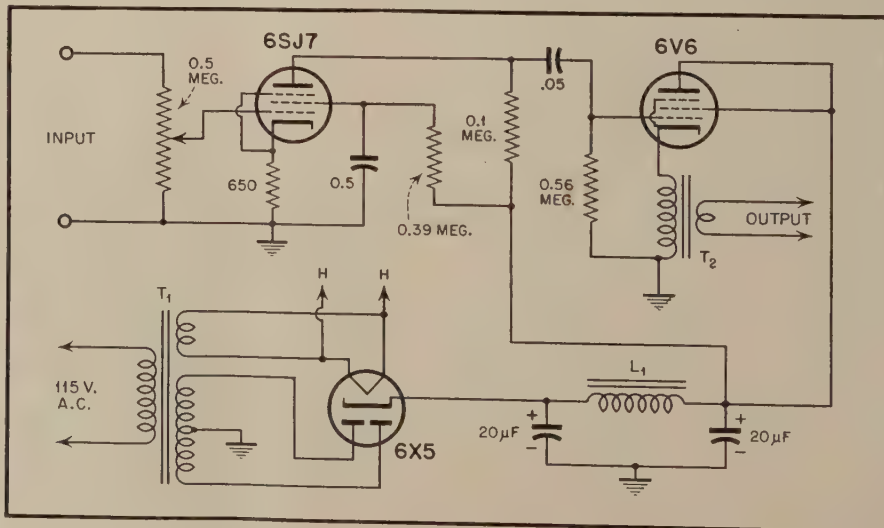 6SJ7
6V6
0.5
MEG.
.05
INPUT
0.1
MEG.
650
0.5
0.56
MEG.
0.39 MEG.
OUTPUT
T₂
H
H
T₁
115 V.
A.C.
L₁
+
20µF
−
+
20µF
−
6X5